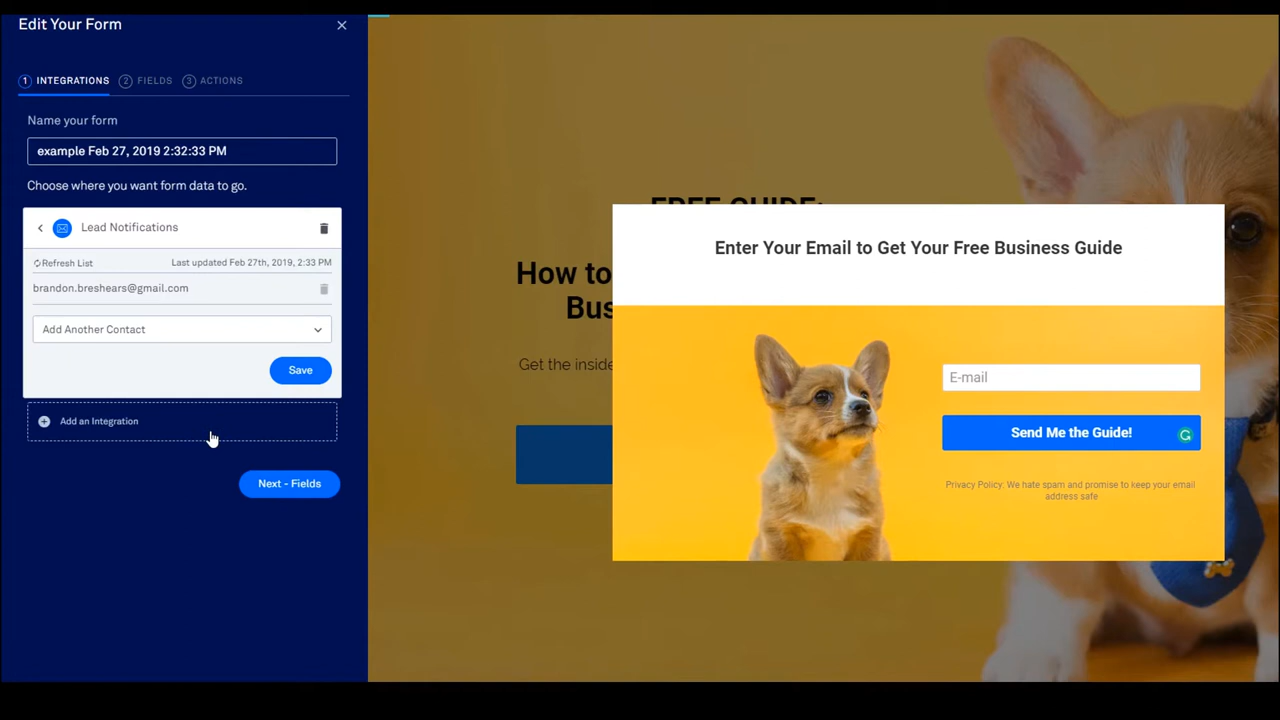 Edit Your Form
1 INTEGRATIONS 2 FIELDS 3 ACTIONS
Name your form
example Feb 27, 2019 2:32:33 PM
Choose where you want form data to go.
Lead Notifications
Refresh List Last updated Feb 27th, 2019, 2:33 PM
brandon.breshears@gmail.com
Add Another Contact
Save
Add an Integration
Next - Fields
FREE GUIDE:
How to
Bus
Get the inside
Enter Your Email to Get Your Free Business Guide
E-mail
Send Me the Guide!
Privacy Policy: We hate spam and promise to keep your email
address safe